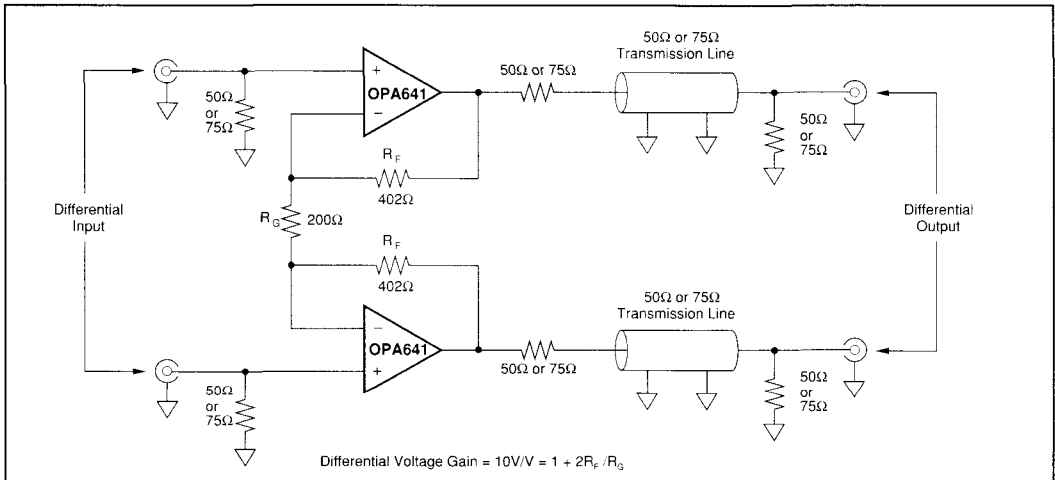 50Ω or 75Ω
Transmission Line
50Ω or 75Ω
+
OPA641
−
50Ω
or
75Ω
50Ω
or
75Ω
R_F
402Ω
Differential
Input
R_G 200Ω
Differential
Output
R_F
402Ω
50Ω or 75Ω
Transmission Line
−
OPA641
+
50Ω or 75Ω
50Ω
or
75Ω
50Ω
or
75Ω
Differential Voltage Gain = 10V/V = 1 + 2R_F /R_G